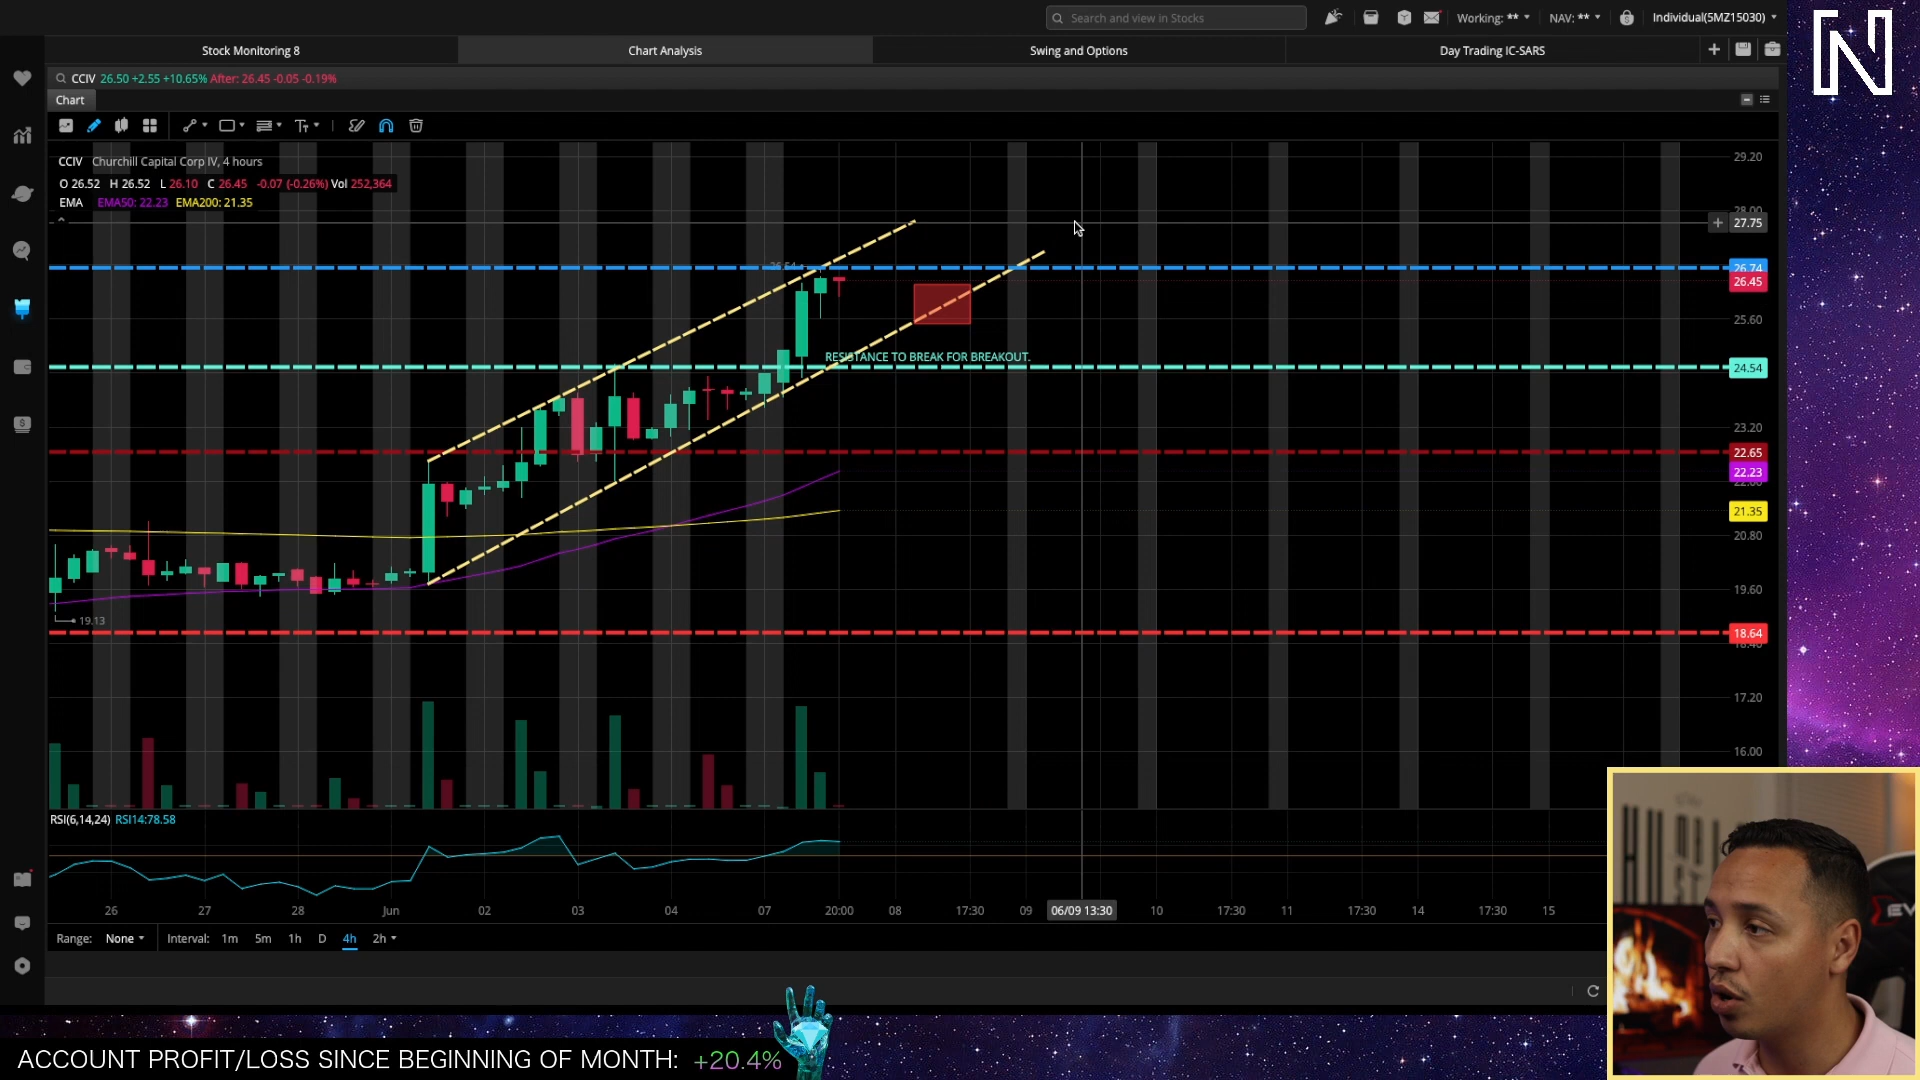 Search and view in Stocks
Working: ** NAV: ** Individual(5MZ15030)
Stock Monitoring 8 Chart Analysis Swing and Options Day Trading IC-SARS
CCIV 26.50 +2.55 +10.65% After: 26.45 -0.05 -0.19%
Chart
CCIV Churchill Capital Corp IV, 4 hours
O 26.52 H 26.52 L 26.10 C 26.45 -0.07 (-0.26%) Vol 252,364
EMA EMA50: 22.23 EMA200: 21.35
29.20
28.00
27.75
26.54
26.74
26.45
25.60
RESISTANCE TO BREAK FOR BREAKOUT.
24.54
23.20
22.65
22.23
22.00
21.35
20.80
19.60
19.13
18.64
18.40
17.20
16.00
RSI(6,14,24) RSI14:78.58
26 27 28 Jun 02 03 04 07 20:00 08 17:30 09 06/09 13:30 10 17:30 11 17:30 14 17:30 15
Range: None Interval: 1m 5m 1h D 4h 2h
ACCOUNT PROFIT/LOSS SINCE BEGINNING OF MONTH: +20.4%